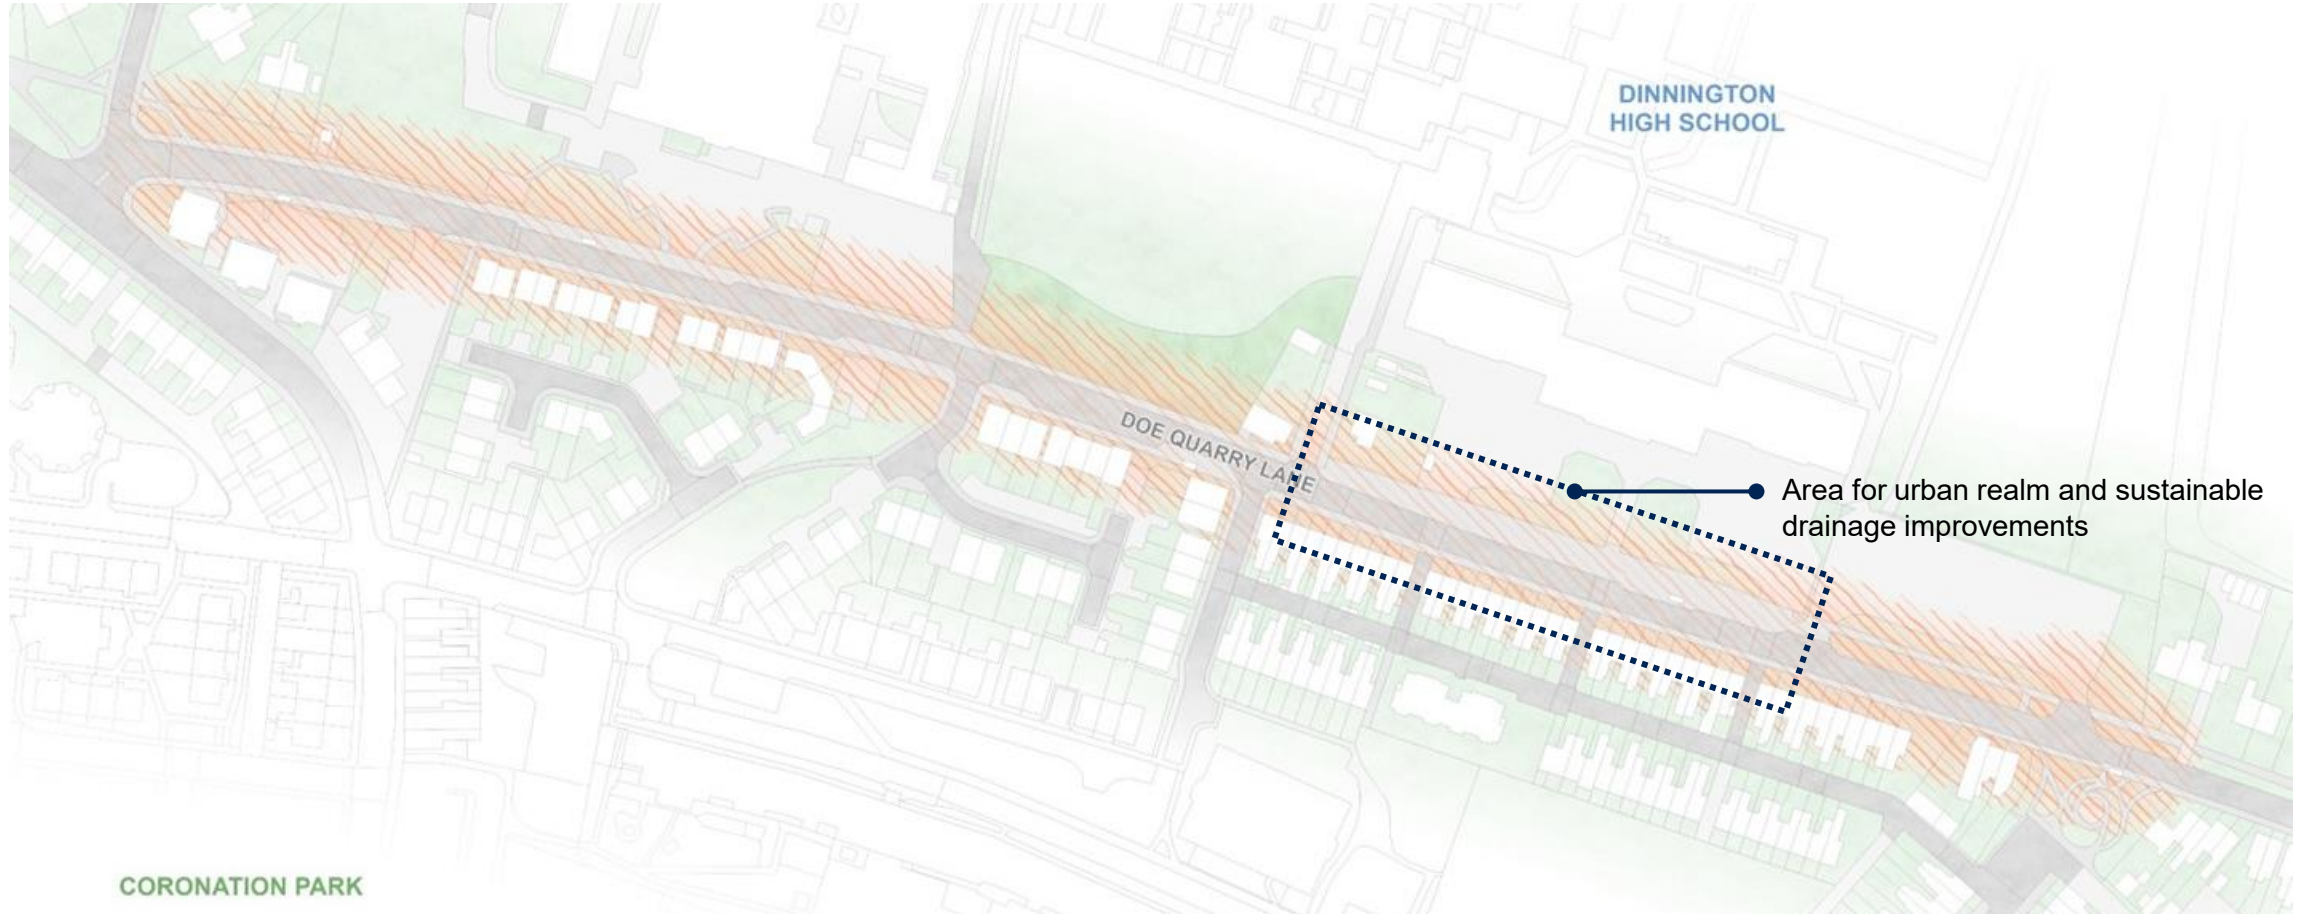 DINNINGTON
HIGH SCHOOL
DOE QUARRY LANE
Area for urban realm and sustainable
drainage improvements
CORONATION PARK